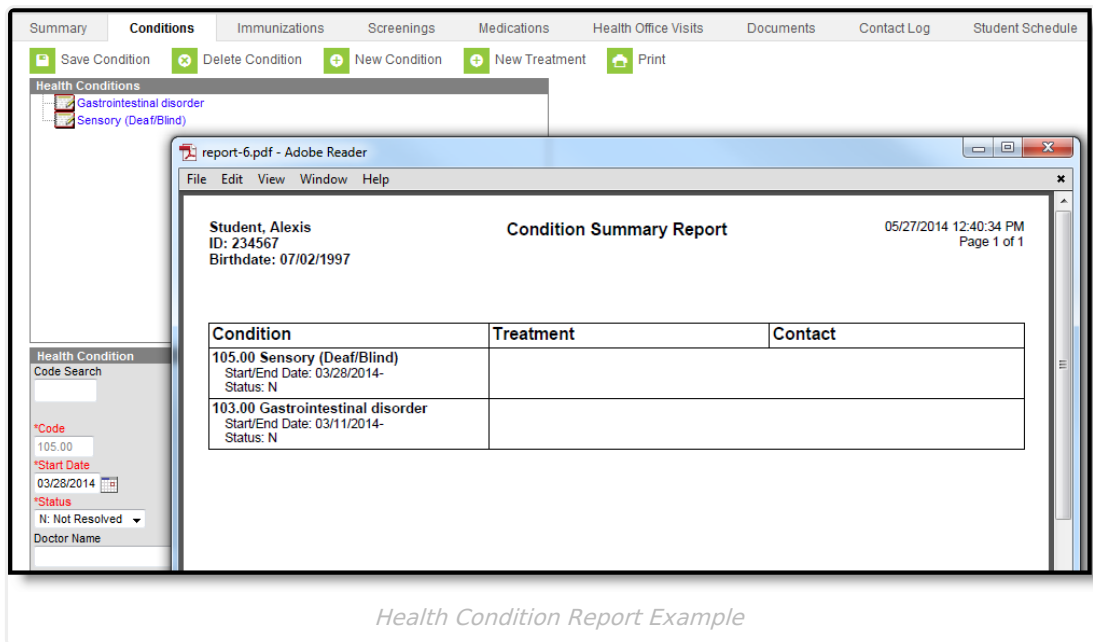 Summary Conditions Immunizations Screenings Medications Health Office Visits Documents Contact Log Student Schedule
Save Condition Delete Condition New Condition New Treatment Print
Health Conditions
Gastrointestinal disorder
Sensory (Deaf/Blind)
report-6.pdf - Adobe Reader
File Edit View Window Help
Student, Alexis
ID: 234567
Birthdate: 07/02/1997
Condition Summary Report
05/27/2014 12:40:34 PM
Page 1 of 1
Condition Treatment Contact
105.00 Sensory (Deaf/Blind)
Start/End Date: 03/28/2014-
Status: N
103.00 Gastrointestinal disorder
Start/End Date: 03/11/2014-
Status: N
Health Condition
Code Search
*Code
105.00
*Start Date
03/28/2014
*Status
N: Not Resolved
Doctor Name
Health Condition Report Example